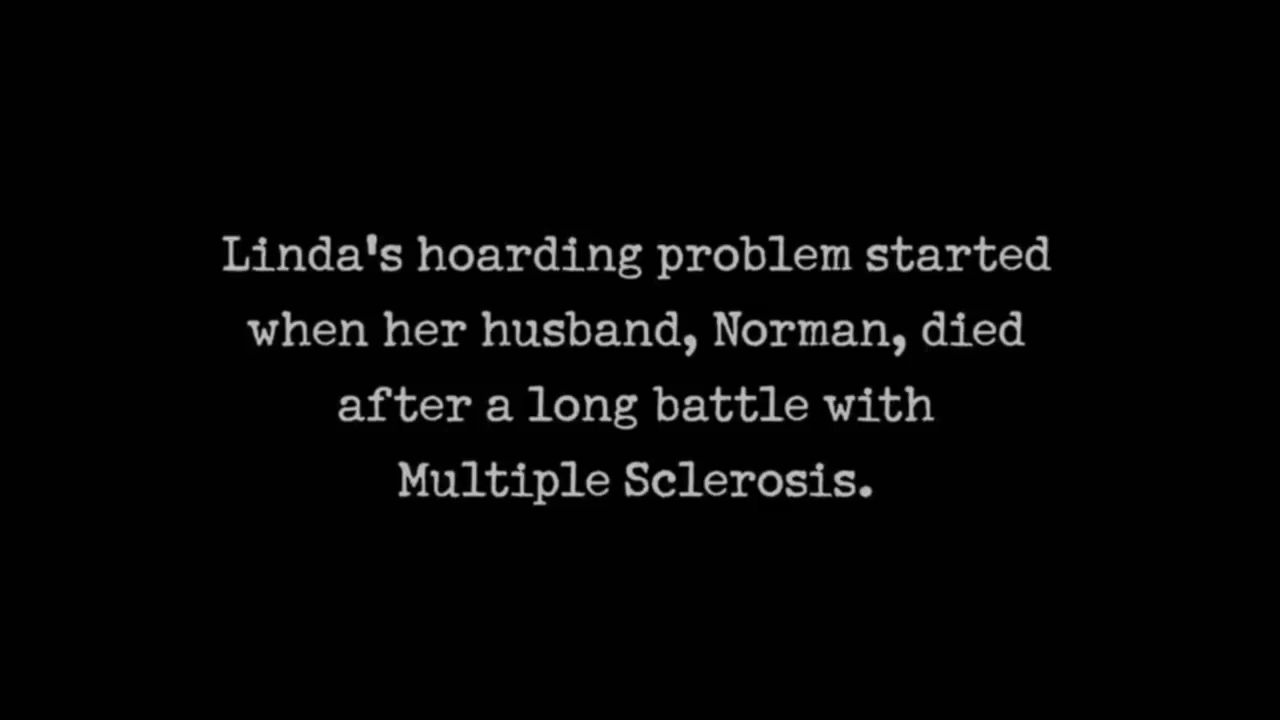 Linda's hoarding problem started
when her husband, Norman, died
after a long battle with
Multiple Sclerosis.